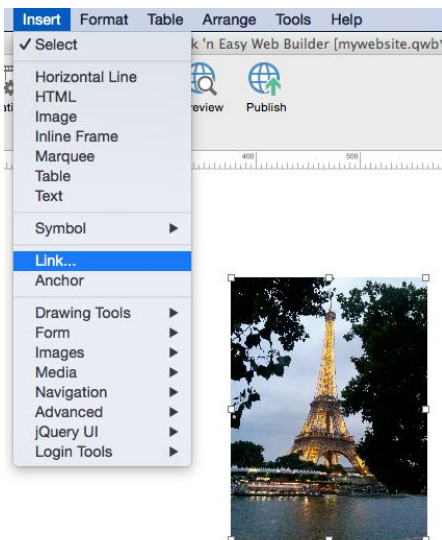 Insert Format Table Arrange Tools Help
✓ Select
k 'n Easy Web Builder [mywebsite.qwb*
Horizontal Line
HTML
Image
Inline Frame
Marquee
Table
Text
Symbol
Link...
Anchor
Drawing Tools
Form
Images
Media
Navigation
Advanced
jQuery UI
Login Tools
ati
eview
Publish
400
500